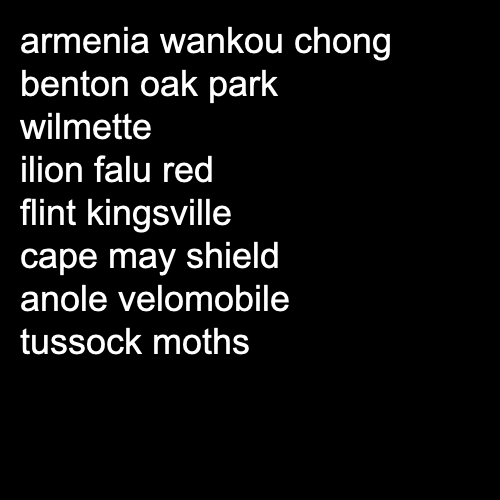 armenia wankou chong
benton oak park
wilmette
ilion falu red
flint kingsville
cape may shield
anole velomobile
tussock moths